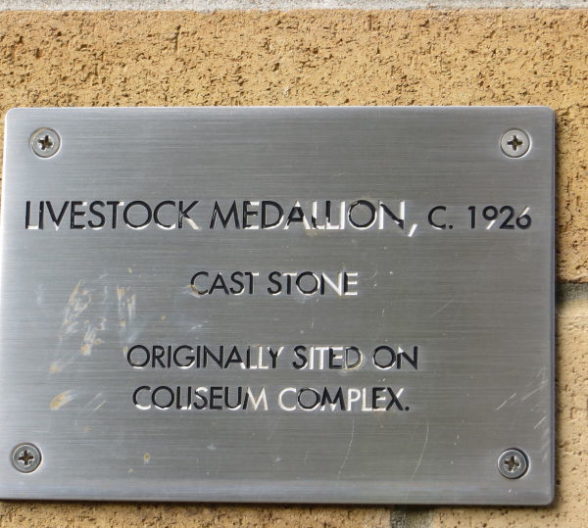 LIVESTOCK MEDALLION, C. 1926
CAST STONE
ORIGINALLY SITED ON
COLISEUM COMPLEX.